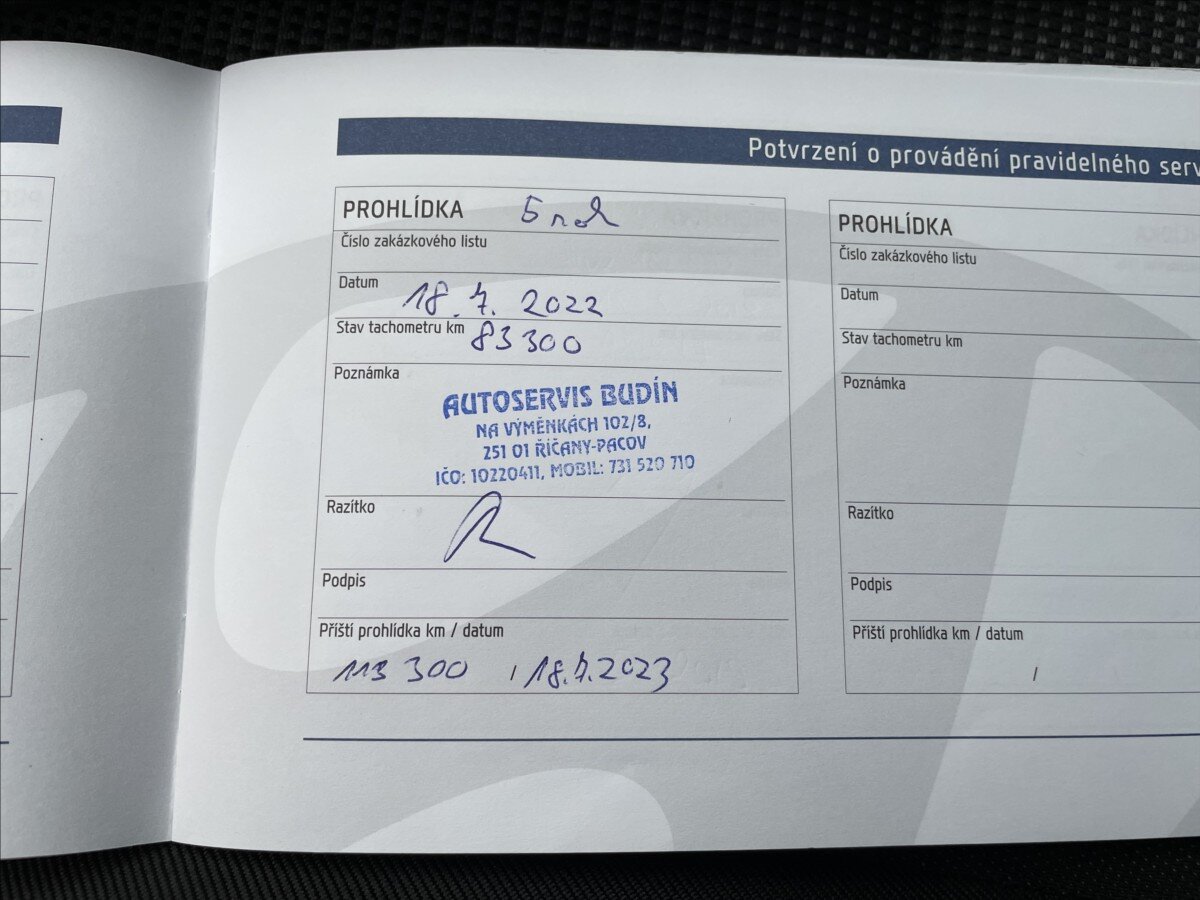 Potvrzení o provádění pravidelného serv
PROHLÍDKA 5 rok
Číslo zakázkového listu
Datum 18. 7. 2022
Stav tachometru km 83 300
Poznámka
AUTOSERVIS BUDÍN
NA VÝMĚNKÁCH 102/8,
251 01 ŘÍČANY-PACOV
IČO: 10220411, MOBIL: 731 520 710
Razítko
Podpis
Příští prohlídka km / datum
113 300 / 18.7.2023
PROHLÍDKA
Číslo zakázkového listu
Datum
Stav tachometru km
Poznámka
Razítko
Podpis
Příští prohlídka km / datum
/